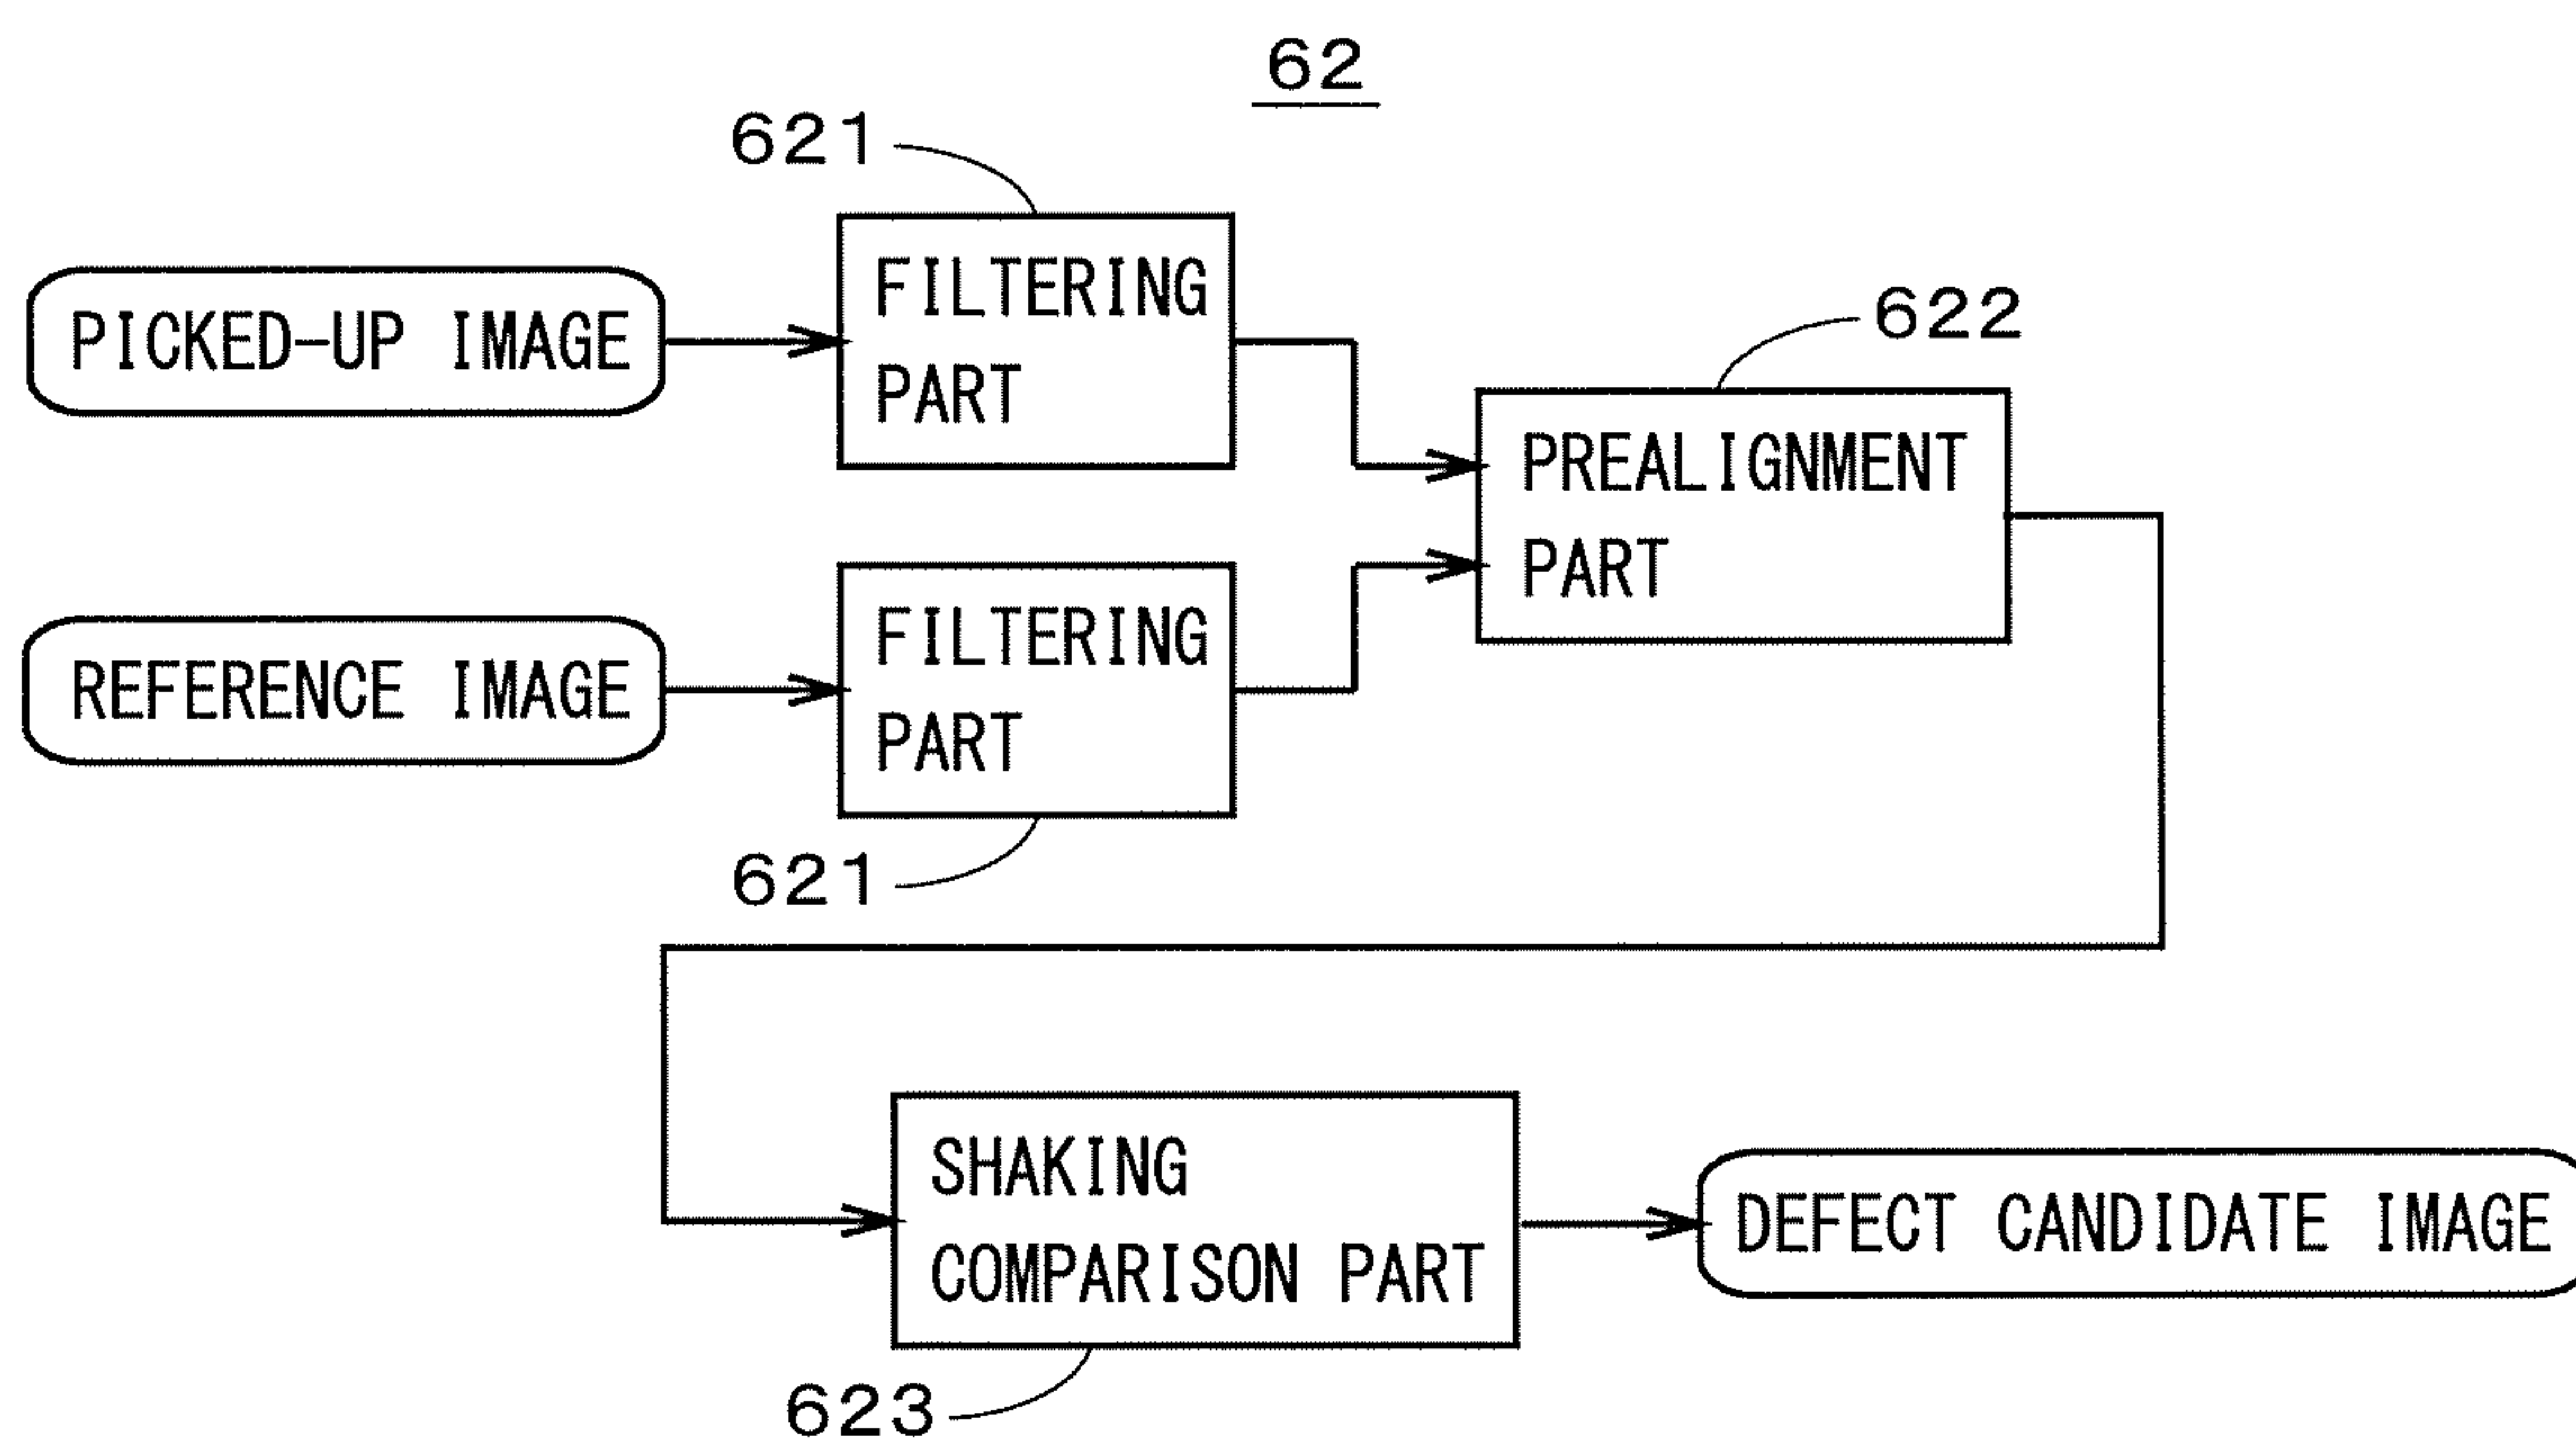 62
621
FILTERING
PART
PICKED-UP IMAGE
622
PREALIGNMENT
PART
FILTERING
PART
REFERENCE IMAGE
621
SHAKING
COMPARISON PART
DEFECT CANDIDATE IMAGE
623